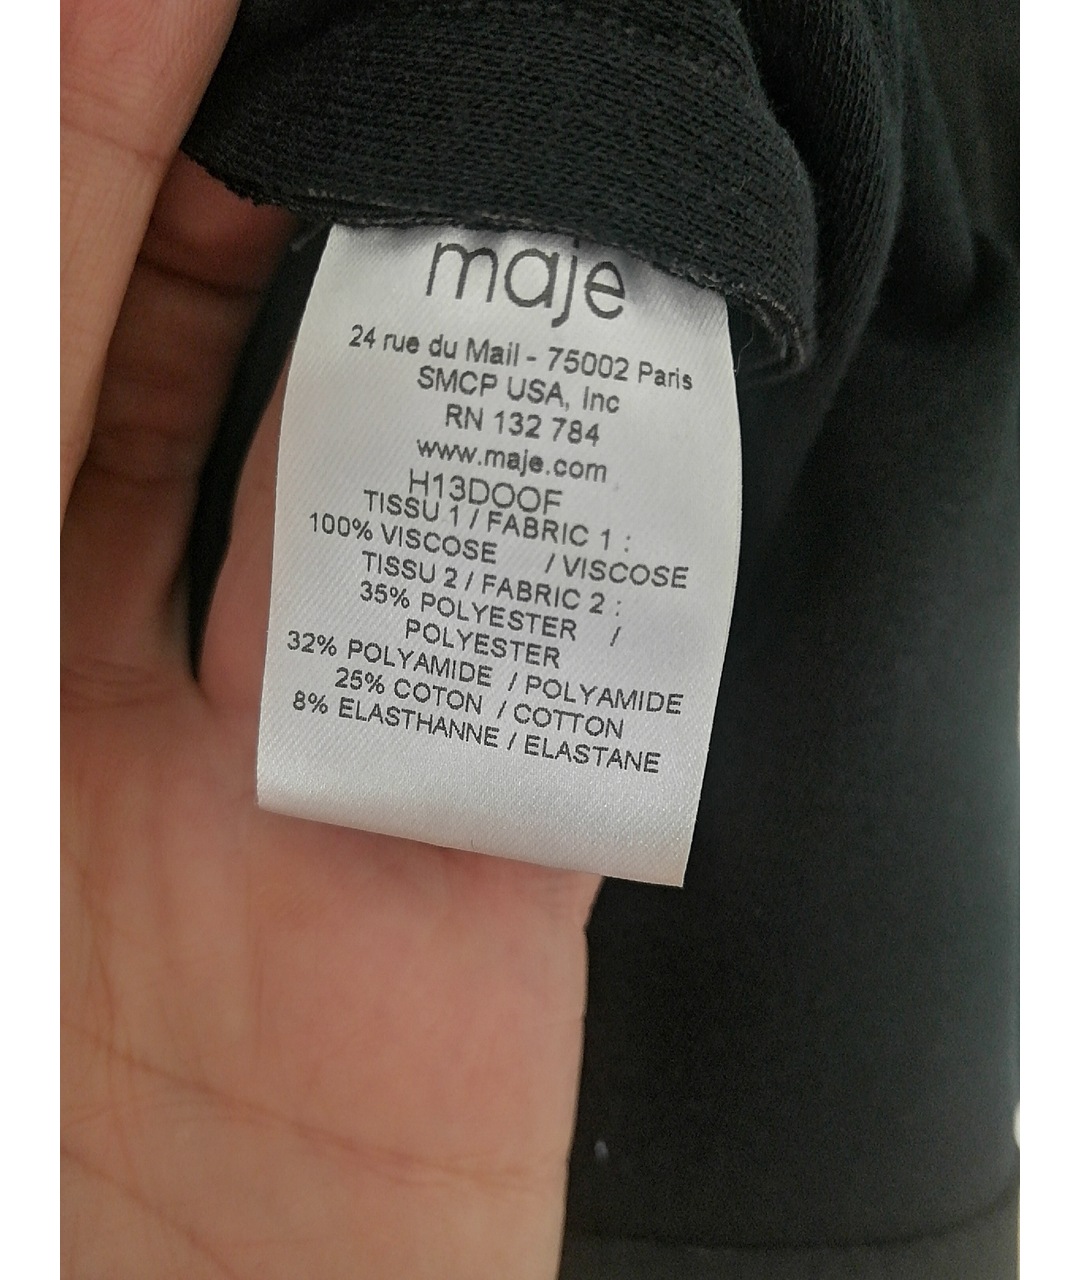 maje
24 rue du Mail - 75002 Paris
SMCP USA, Inc
RN 132 784
www.maje.com
H13DOOF
TISSU 1 / FABRIC 1 :
100% VISCOSE / VISCOSE
TISSU 2 / FABRIC 2 :
35% POLYESTER /
POLYESTER
32% POLYAMIDE / POLYAMIDE
25% COTON / COTTON
8% ELASTHANNE / ELASTANE